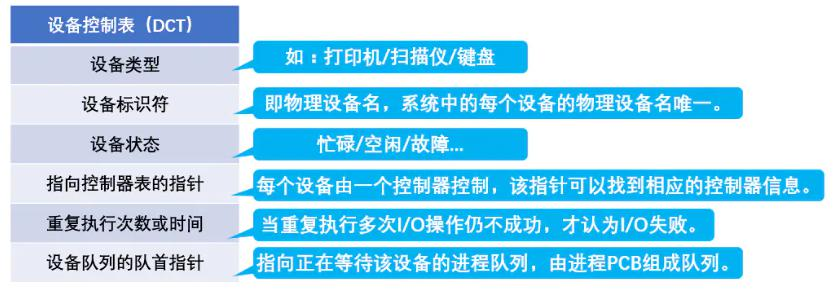 设备控制表（DCT）
设备类型
如：打印机/扫描仪/键盘
设备标识符
即物理设备名，系统中的每个设备的物理设备名唯一。
设备状态
忙碌/空闲/故障...
指向控制器表的指针
每个设备由一个控制器控制，该指针可以找到相应的控制器信息。
重复执行次数或时间
当重复执行多次I/O操作仍不成功，才认为I/O失败。
设备队列的队首指针
指向正在等待该设备的进程队列，由进程PCB组成队列。